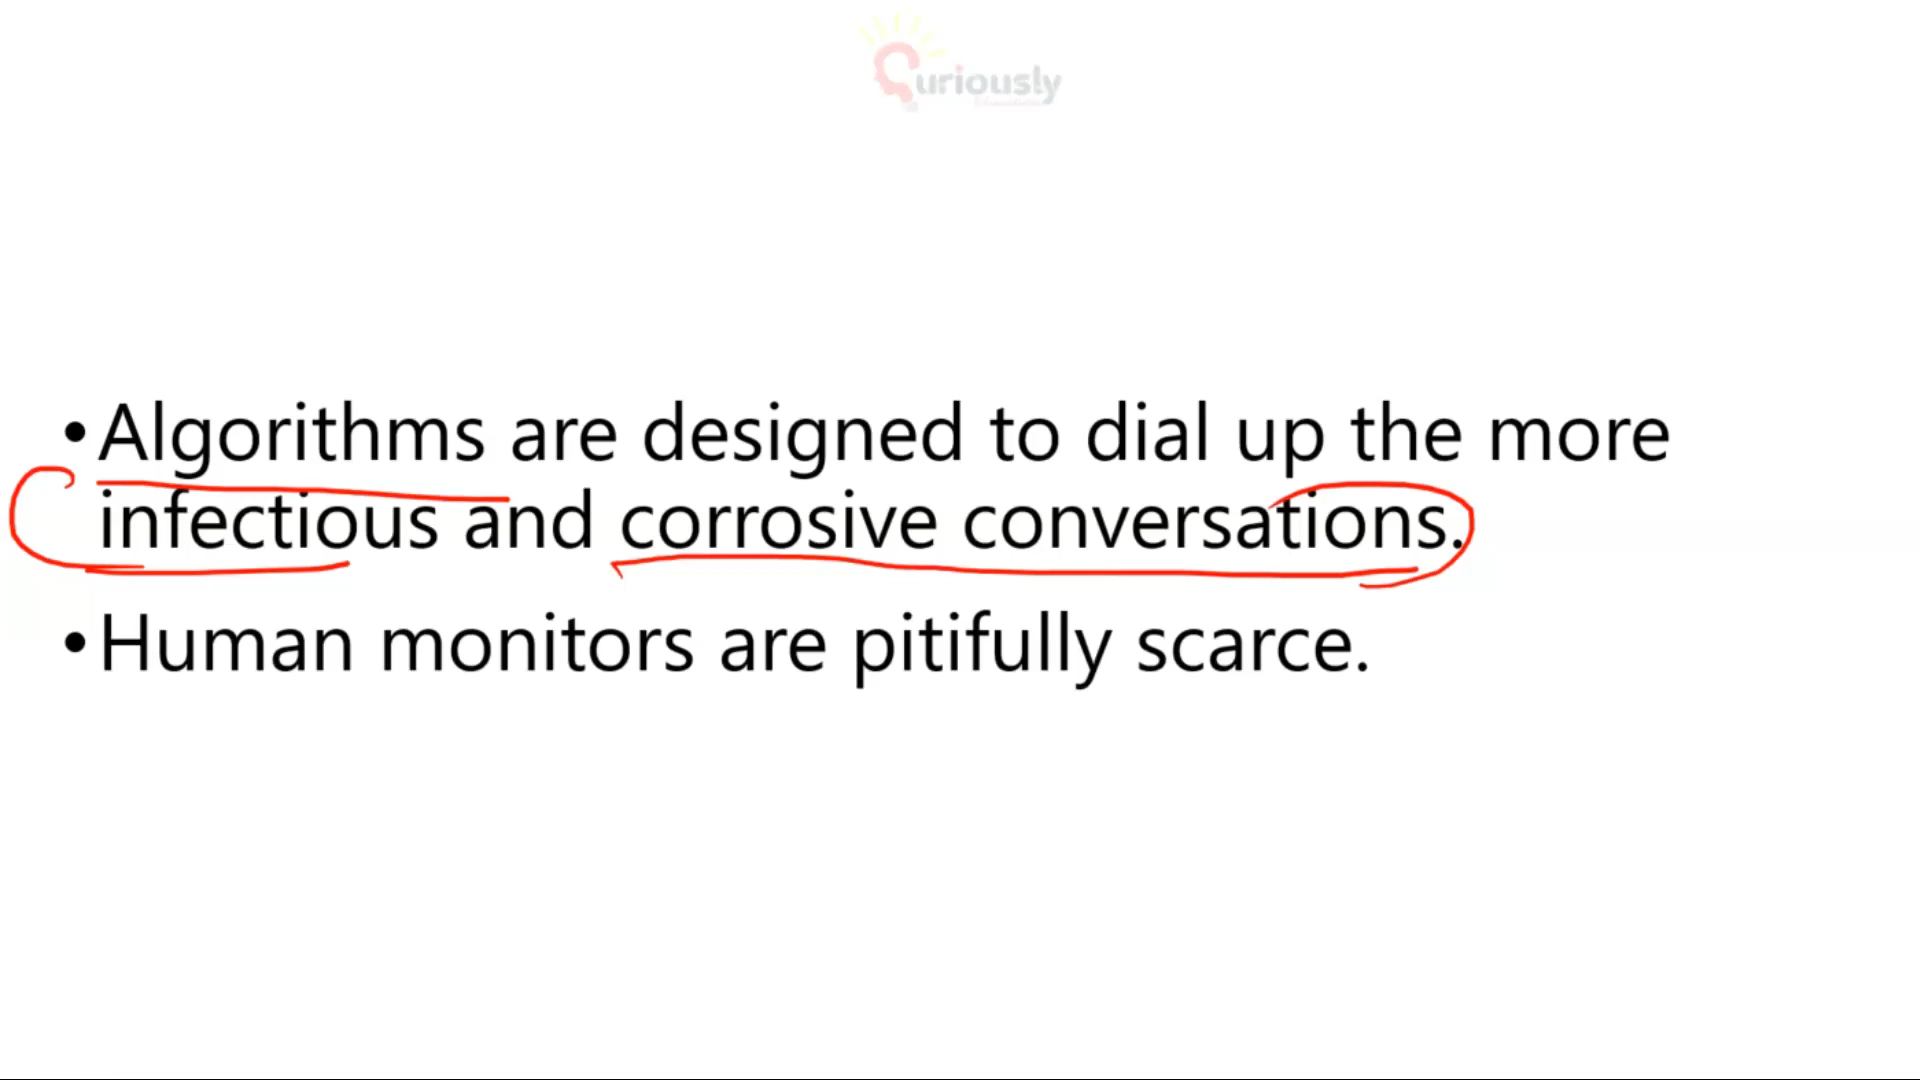 Curiously
• Algorithms are designed to dial up the more
infectious and corrosive conversations.
• Human monitors are pitifully scarce.